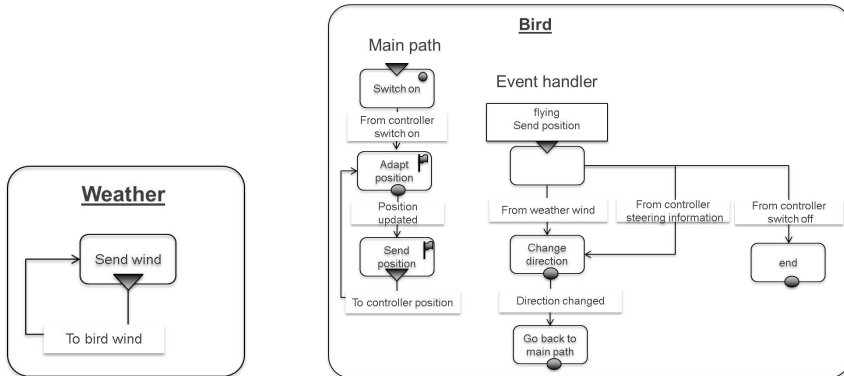 Weather
Send wind
To bird wind
Bird
Main path
Switch on
From controller
switch on
Adapt
position
Position
updated
Send
position
To controller position
Event handler
flying
Send position
From weather wind
From controller
steering information
From controller
switch off
Change
direction
end
Direction changed
Go back to
main path